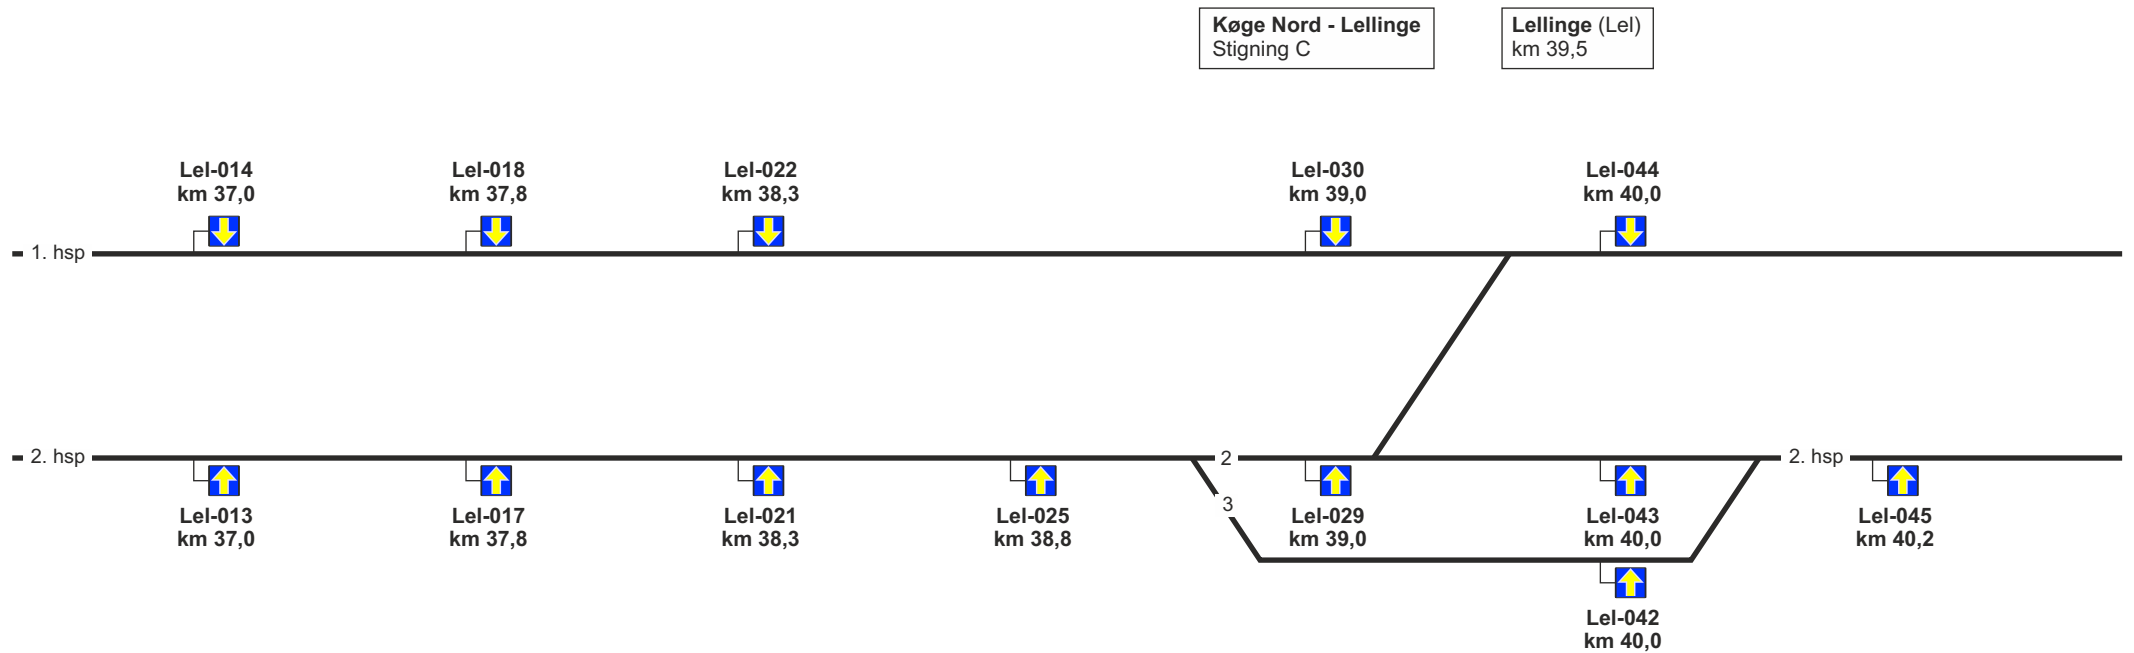 Køge Nord - Lellinge
Stigning C
Lellinge (Lel)
km 39,5
Lel-014
km 37,0
Lel-018
km 37,8
Lel-022
km 38,3
Lel-030
km 39,0
Lel-044
km 40,0
1. hsp
2. hsp
2
2. hsp
3
Lel-013
km 37,0
Lel-017
km 37,8
Lel-021
km 38,3
Lel-025
km 38,8
Lel-029
km 39,0
Lel-043
km 40,0
Lel-045
km 40,2
Lel-042
km 40,0